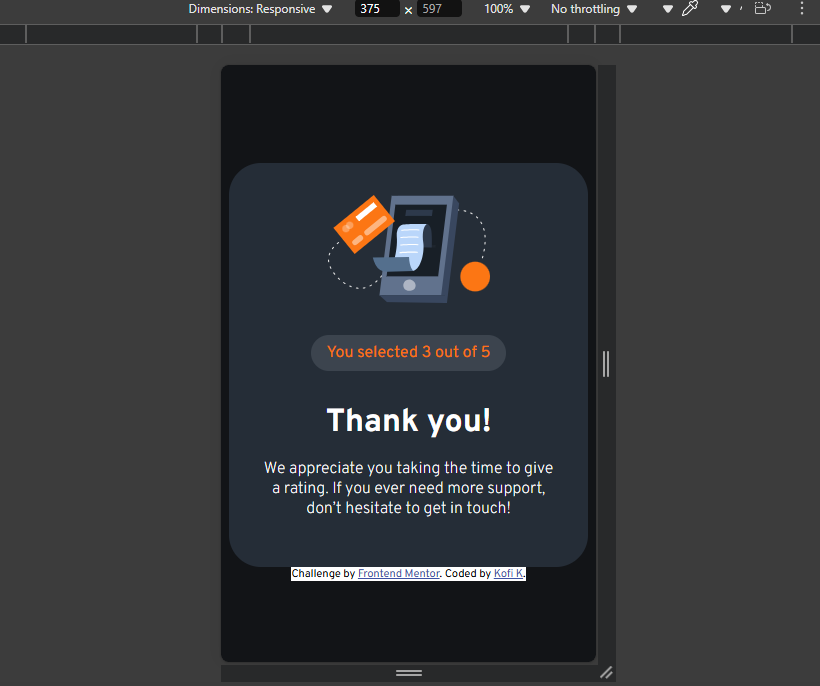 Dimensions: Responsive 375 × 597 100% No throttling
You selected 3 out of 5
Thank you!
We appreciate you taking the time to give
a rating. If you ever need more support,
don’t hesitate to get in touch!
Challenge by Frontend Mentor. Coded by Kofi K.